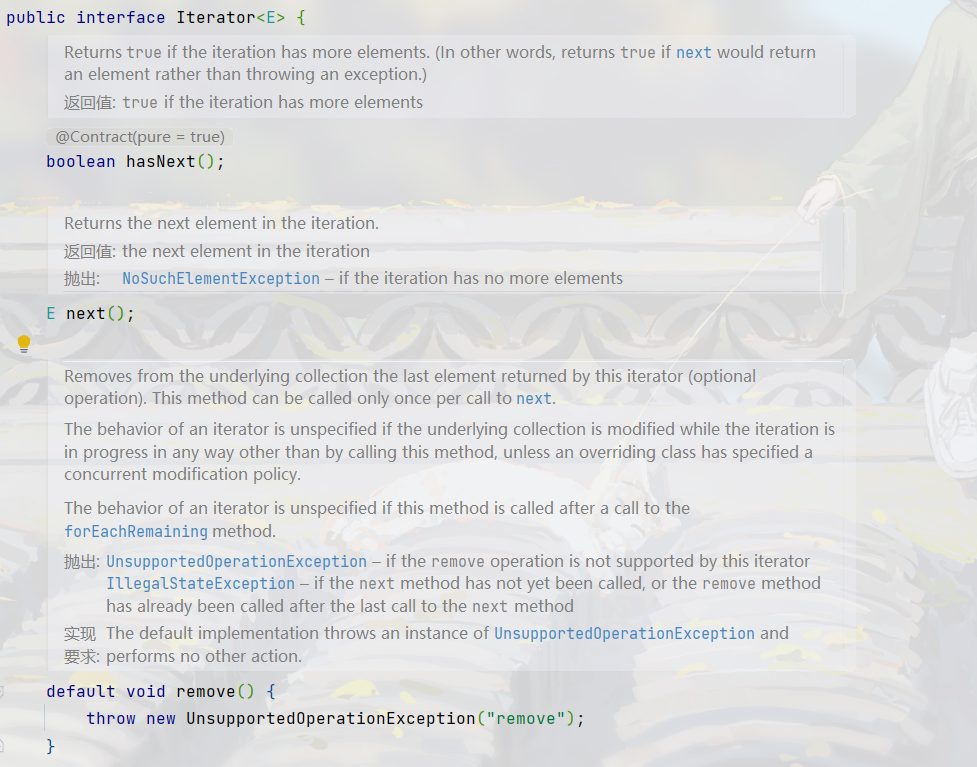 public interface Iterator<E> {
Returns true if the iteration has more elements. (In other words, returns true if next would return
an element rather than throwing an exception.)
返回值: true if the iteration has more elements
@Contract(pure = true)
boolean hasNext();
Returns the next element in the iteration.
返回值: the next element in the iteration
抛出: NoSuchElementException – if the iteration has no more elements
E next();
Removes from the underlying collection the last element returned by this iterator (optional
operation). This method can be called only once per call to next.
The behavior of an iterator is unspecified if the underlying collection is modified while the iteration is
in progress in any way other than by calling this method, unless an overriding class has specified a
concurrent modification policy.
The behavior of an iterator is unspecified if this method is called after a call to the
forEachRemaining method.
抛出: UnsupportedOperationException – if the remove operation is not supported by this iterator
IllegalStateException – if the next method has not yet been called, or the remove method
has already been called after the last call to the next method
实现 The default implementation throws an instance of UnsupportedOperationException and
要求: performs no other action.
default void remove() {
throw new UnsupportedOperationException("remove");
}